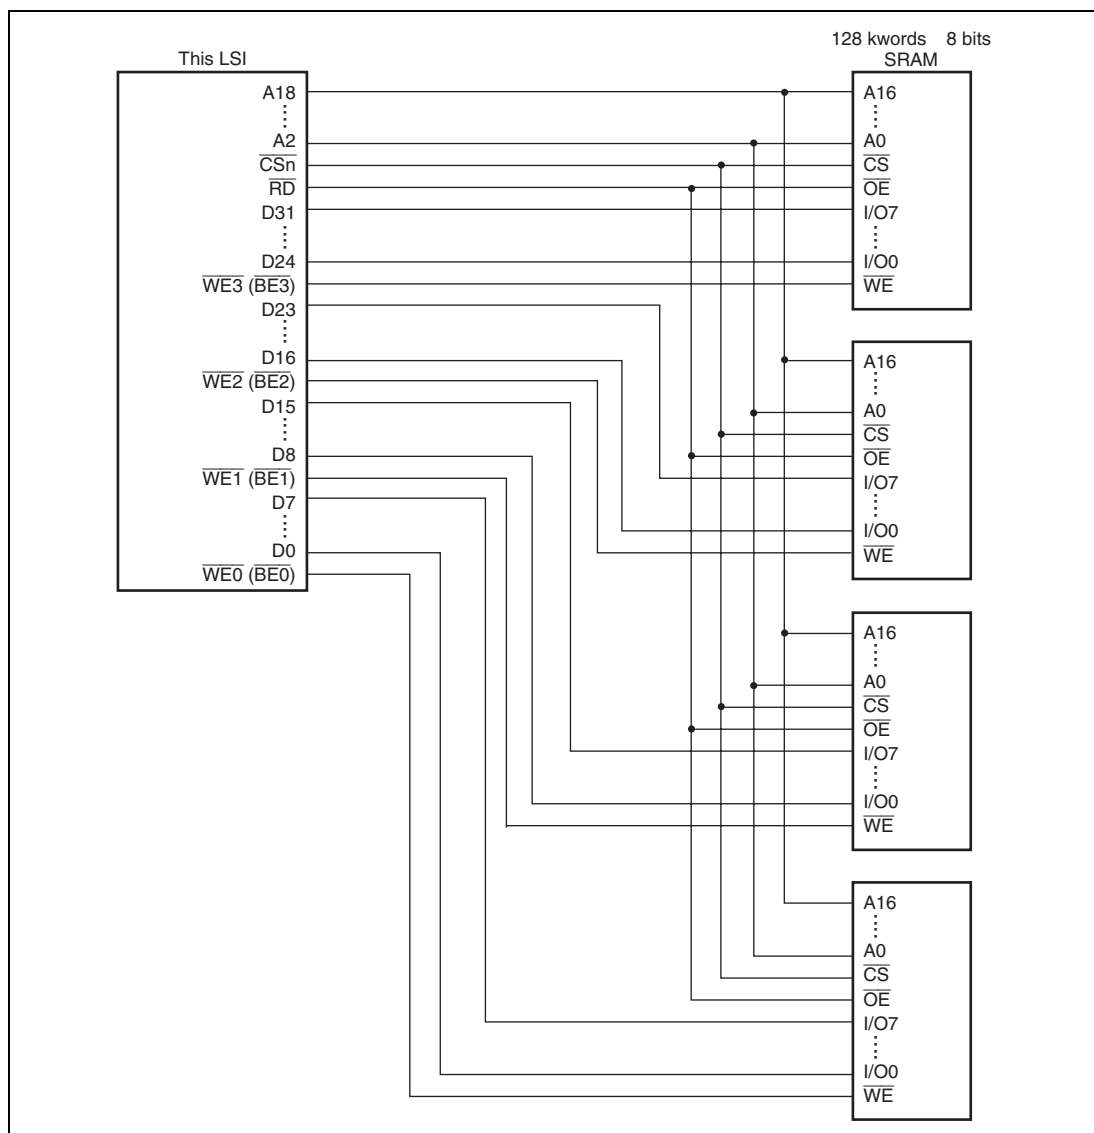 128 kwords 8 bits
This LSI
SRAM
A18
A2
CSn
RD
D31
D24
WE3 (BE3)
D23
D16
WE2 (BE2)
D15
D8
WE1 (BE1)
D7
D0
WE0 (BE0)
A16
A0
CS
OE
I/O7
I/O0
WE
A16
A0
CS
OE
I/O7
I/O0
WE
A16
A0
CS
OE
I/O7
I/O0
WE
A16
A0
CS
OE
I/O7
I/O0
WE